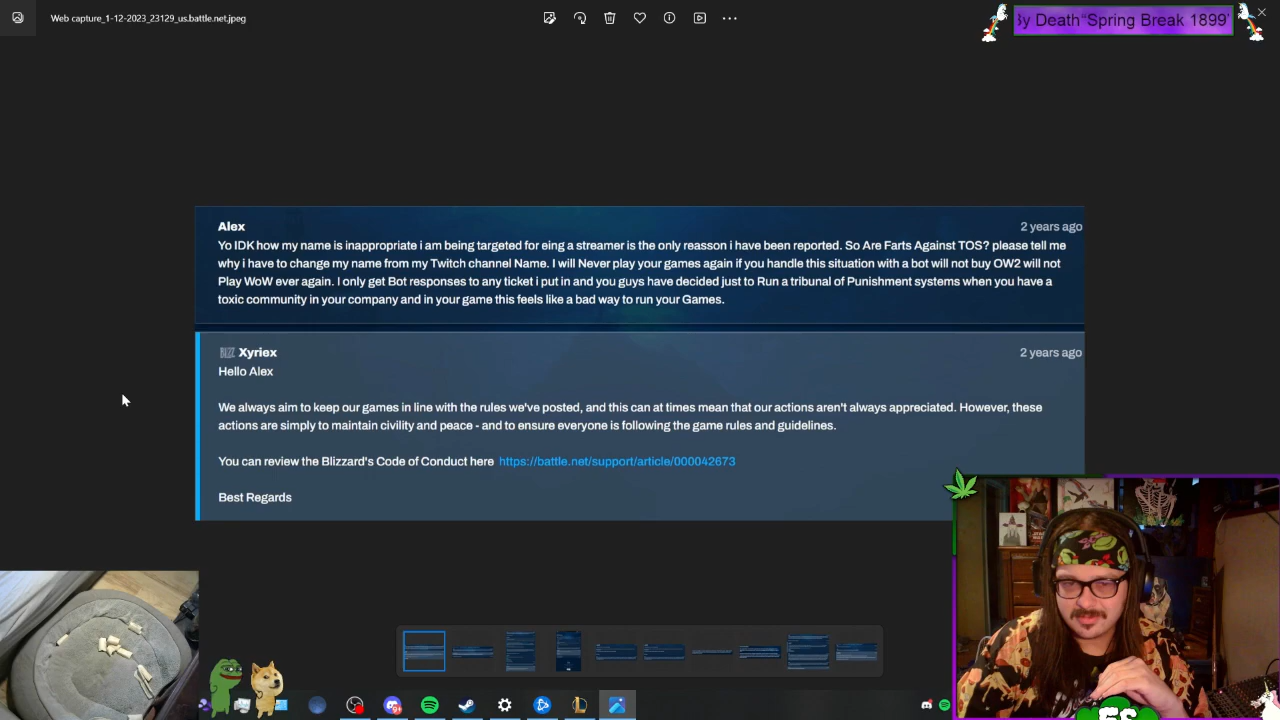 Web capture_1-12-2023_23129_us.battle.net.jpeg
By Death“Spring Break 1899”
Alex
2 years ago
Yo IDK how my name is inappropriate i am being targeted for eing a streamer is the only reasson i have been reported. So Are Farts Against TOS? please tell me
why i have to change my name from my Twitch channel Name. I will Never play your games again if you handle this situation with a bot will not buy OW2 will not
Play WoW ever again. I only get Bot responses to any ticket i put in and you guys have decided just to Run a tribunal of Punishment systems when you have a
toxic community in your company and in your game this feels like a bad way to run your Games.
BLIZZ Xyriex
2 years ago
Hello Alex
We always aim to keep our games in line with the rules we've posted, and this can at times mean that our actions aren't always appreciated. However, these
actions are simply to maintain civility and peace - and to ensure everyone is following the game rules and guidelines.
You can review the Blizzard's Code of Conduct here https://battle.net/support/article/000042673
Best Regards